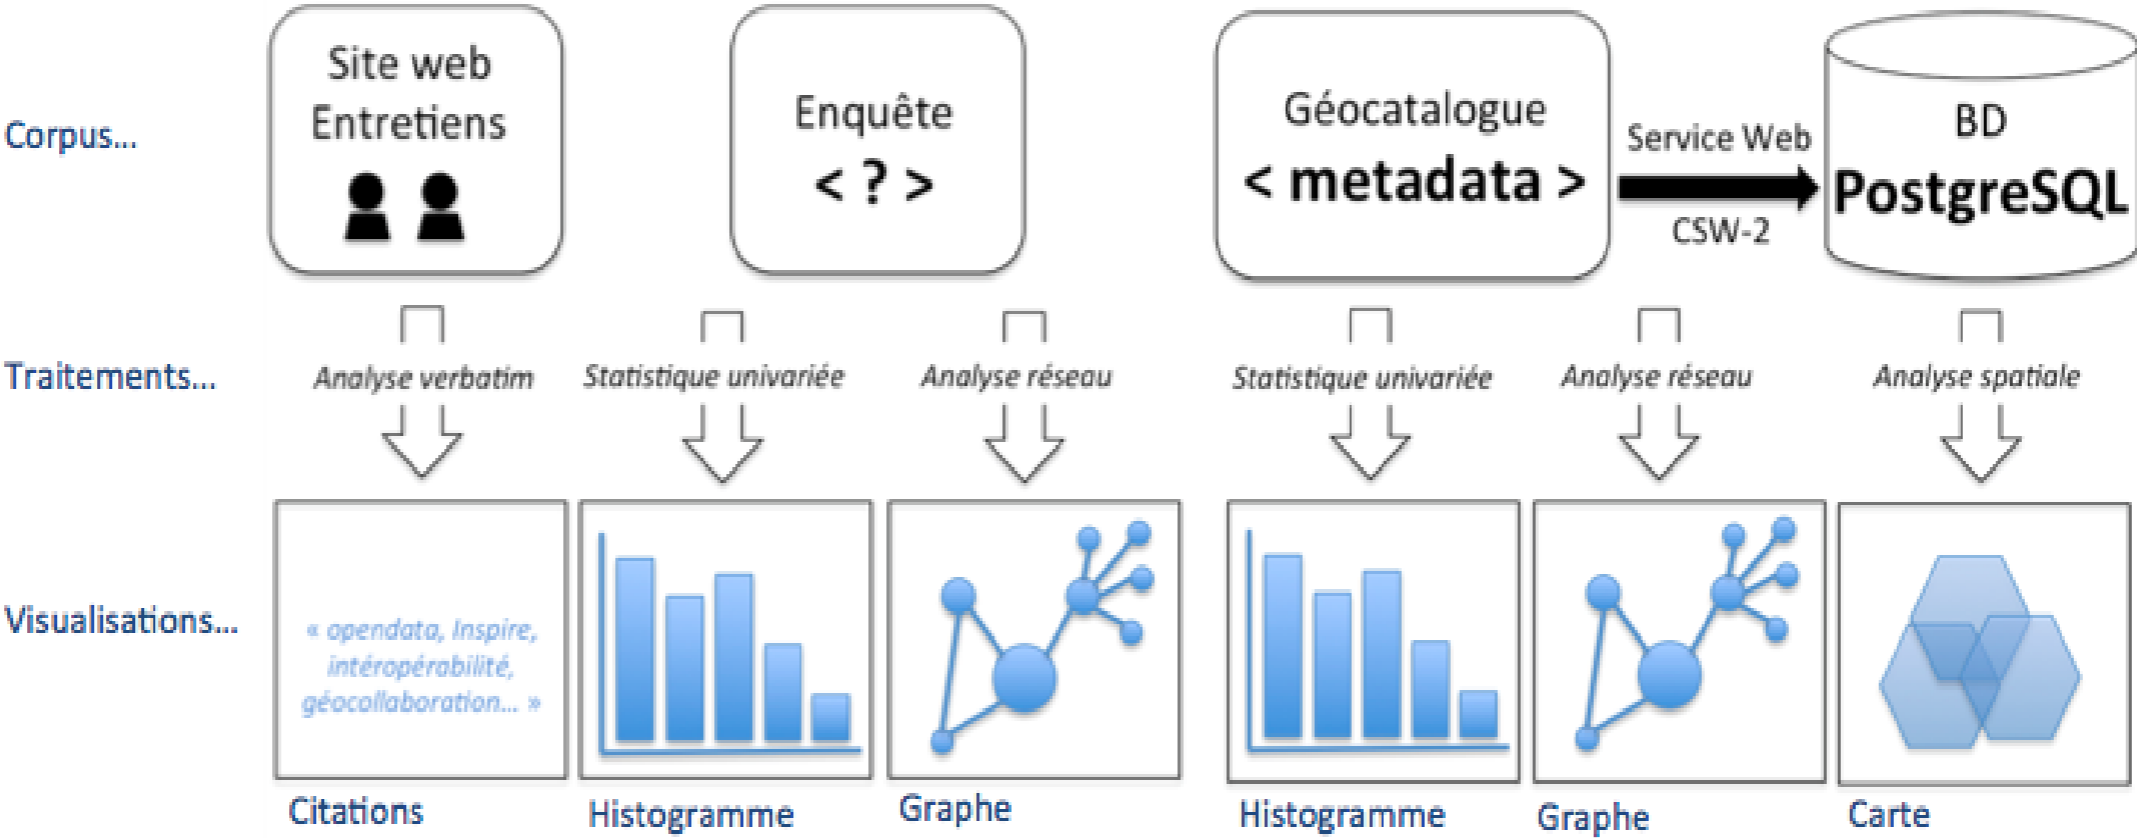 Corpus...
Site web
Entretiens
Enquête
< ? >
Géocatalogue
< metadata >
Service Web
CSW-2
BD
PostgreSQL
Traitements...
Analyse verbatim
Statistique univariée
Analyse réseau
Statistique univariée
Analyse réseau
Analyse spatiale
Visualisations...
« opendata, Inspire,
intéropérabilité,
géocollaboration... »
Citations
Histogramme
Graphe
Histogramme
Graphe
Carte